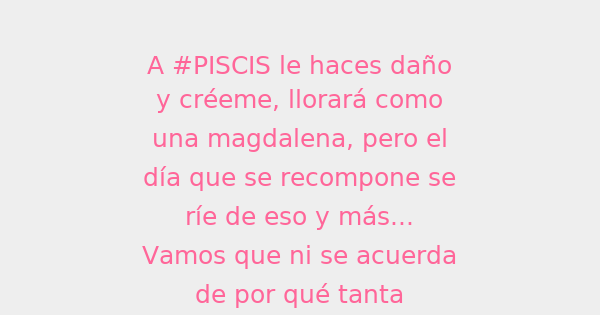 A #PISCIS le haces daño
y créeme, llorará como
una magdalena, pero el
día que se recompone se
ríe de eso y más...
Vamos que ni se acuerda
de por qué tanta